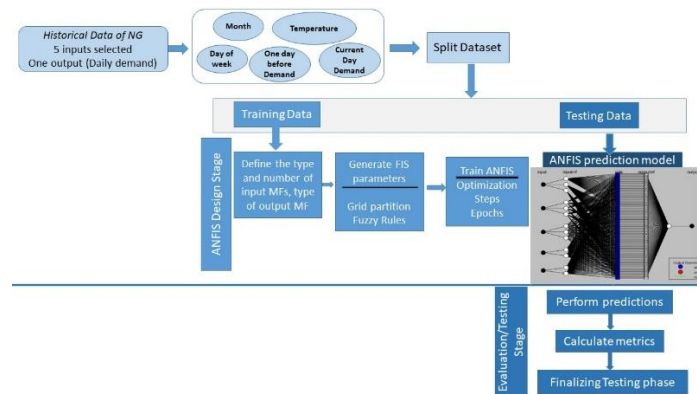 Historical Data of NG
5 inputs selected
One output (Daily demand)
Month
Temperature
Day of
week
One day
before
Demand
Current
Day
Demand
Split Dataset
Training Data
Testing Data
ANFIS Design Stage
Define the type
and number of
input MFs, type
of output MF
Generate FIS
parameters
Grid partition
Fuzzy Rules
Train ANFIS
Optimization
Steps
Epochs
ANFIS prediction model
Evaluation/Testing
Stage
Perform predictions
Calculate metrics
Finalizing Testing phase